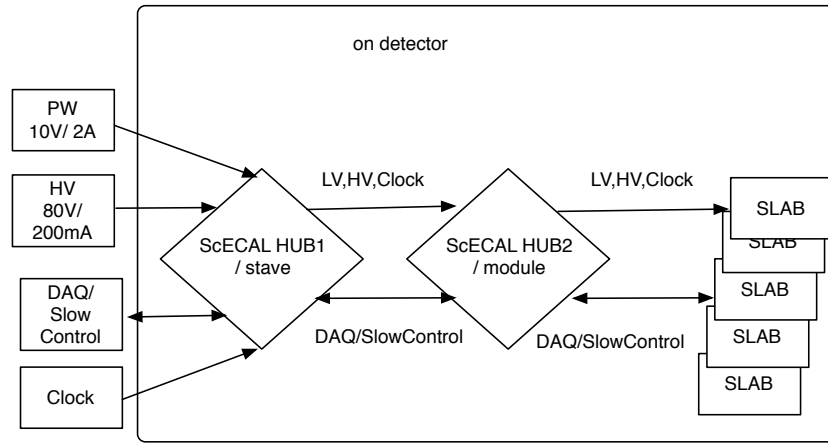 on detector
PW
10V/ 2A
HV
80V/
200mA
DAQ/
Slow
Control
Clock
ScECAL HUB1
/ stave
LV,HV,Clock
DAQ/SlowControl
ScECAL HUB2
/ module
LV,HV,Clock
DAQ/SlowControl
SLAB
SLAB
SLAB
SLAB
SLAB